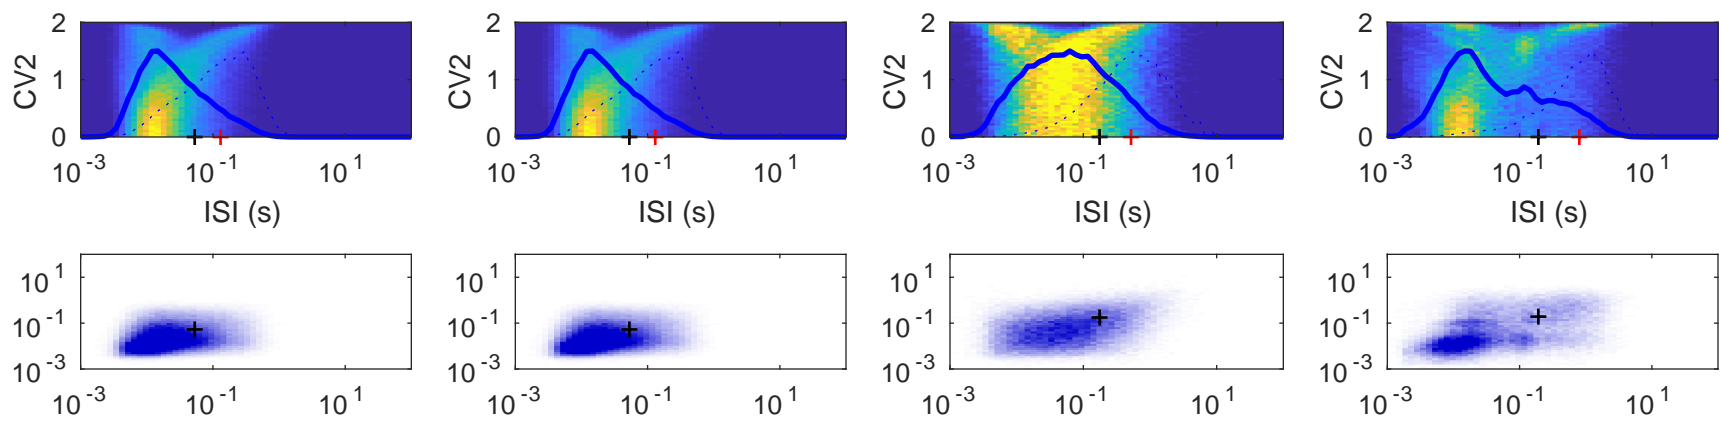 2 2 2 2
CV2 1 CV2 1 CV2 1 CV2 1
0 0 0 0
10^-3 10^-1 10^1 10^-3 10^-1 10^1 10^-3 10^-1 10^1 10^-3 10^-1 10^1
ISI (s) ISI (s) ISI (s) ISI (s)
10^1 10^1 10^1 10^1
10^-1 10^-1 10^-1 10^-1
10^-3 10^-3 10^-3 10^-3
10^-3 10^-1 10^1 10^-3 10^-1 10^1 10^-3 10^-1 10^1 10^-3 10^-1 10^1